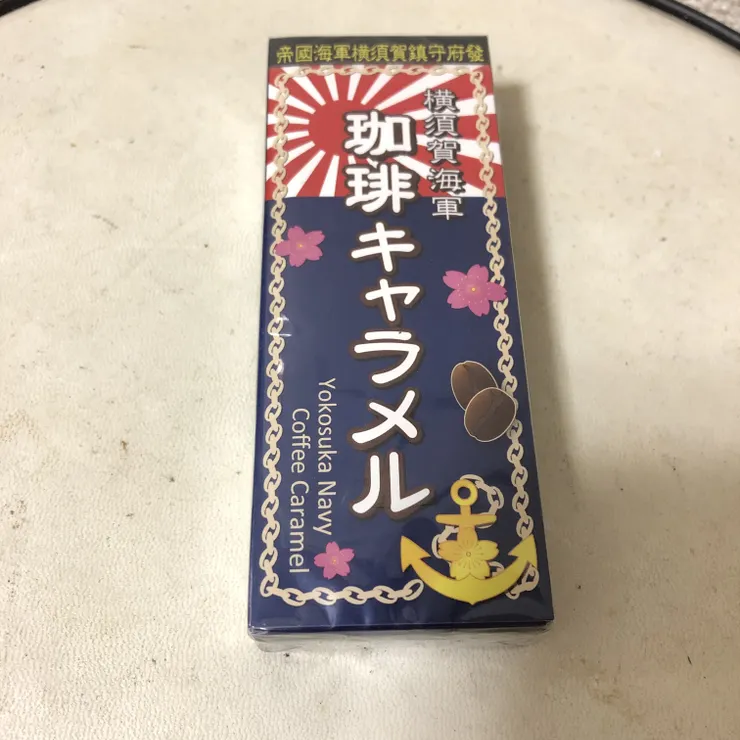 帝國海軍横須賀鎮守府發
横須賀海軍
珈琲キャラメル
Yokosuka Navy
Coffee Caramel